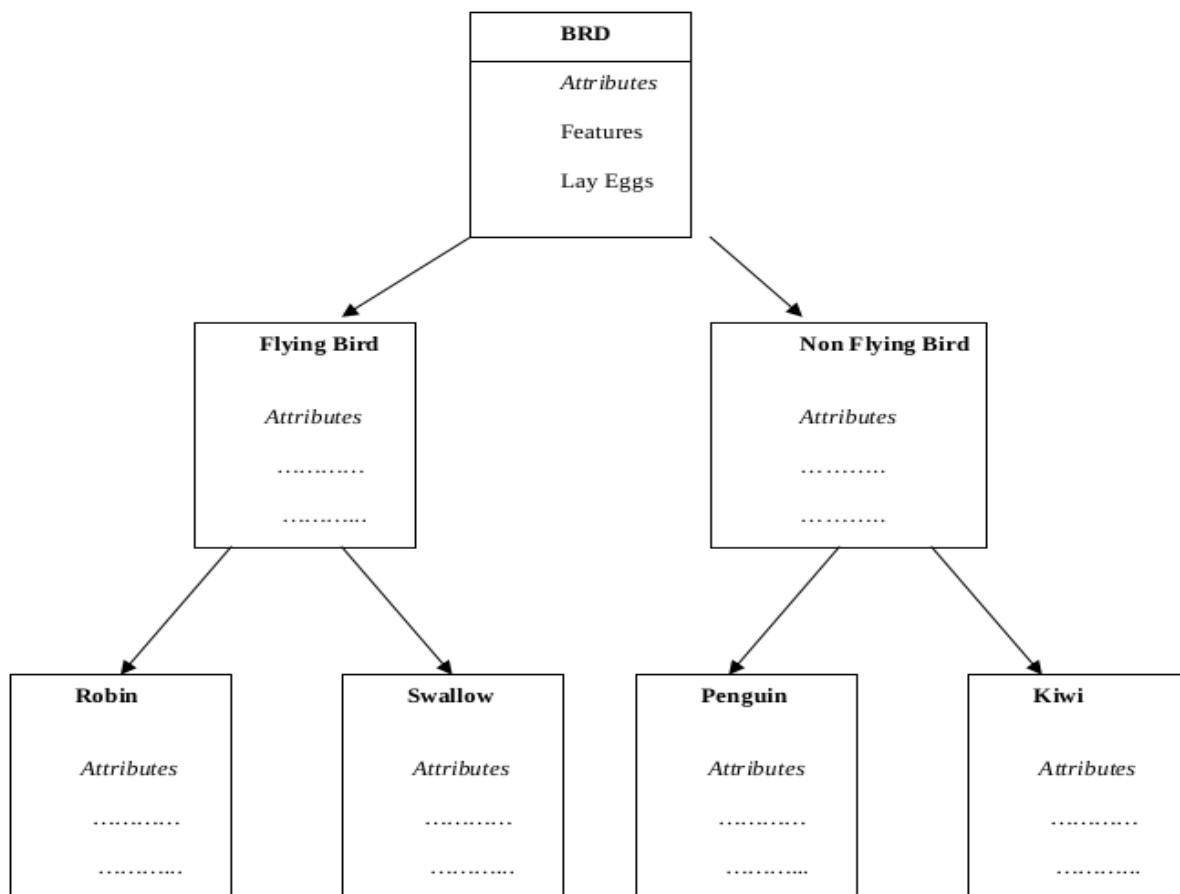 BRD
Attributes
Features
Lay Eggs
Flying Bird
Attributes
…………
………...
Non Flying Bird
Attributes
………..
………..
Robin
Attributes
…………
………...
Swallow
Attributes
…………
………...
Penguin
Attributes
…………
………...
Kiwi
Attributes
…………
………...